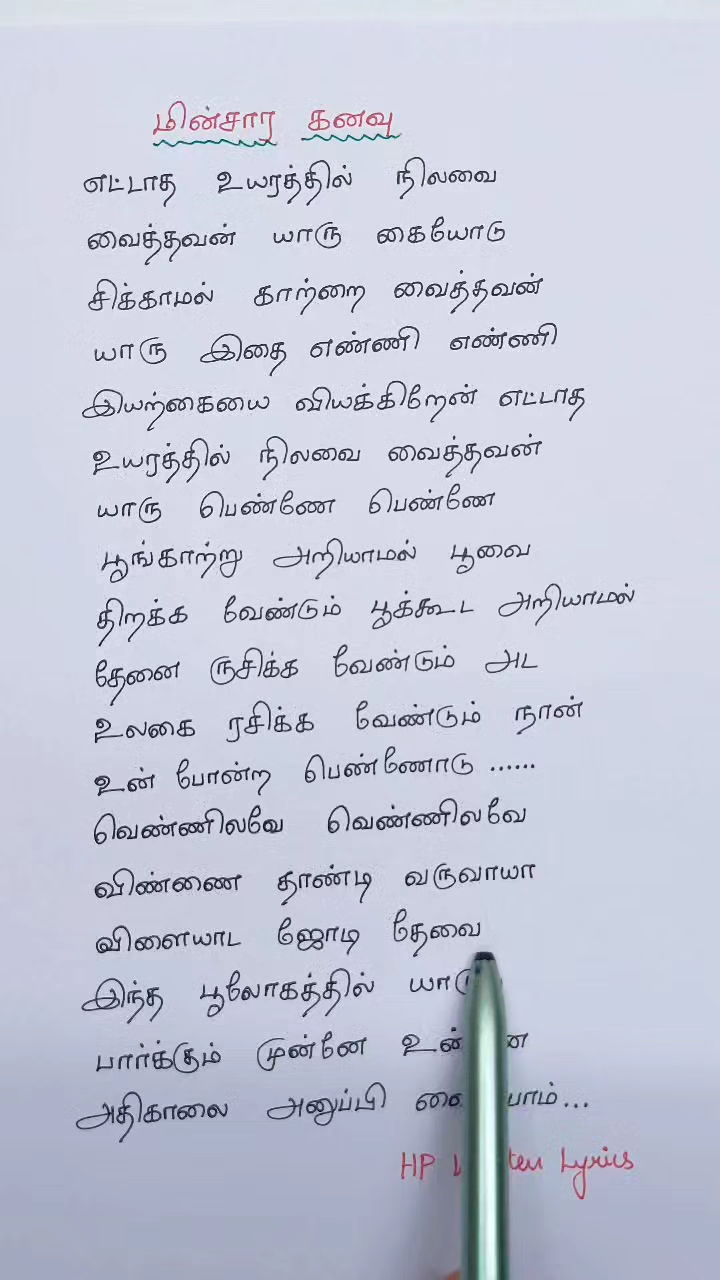 மின்சார கனவு
எட்டாத உயரத்தில் நிலவை
வைத்தவன் யாரு கையோடு
சிக்காமல் காற்றை வைத்தவன்
யாரு இதை எண்ணி எண்ணி
இயற்கையை வியக்கிறேன் எட்டாத
உயரத்தில் நிலவை வைத்தவன்
யாரு பெண்ணே பெண்ணே
பூங்காற்று அறியாமல் பூவை
திறக்க வேண்டும் பூக்கூட அறியாமல்
தேனை ருசிக்க வேண்டும் அட
உலகை ரசிக்க வேண்டும் நான்
உன் போன்ற பெண்ணோடு ......
வெண்ணிலவே வெண்ணிலவே
விண்ணை தாண்டி வருவாயா
விளையாட ஜோடி தேவை
இந்த பூலோகத்தில்
பார்க்கும் முன்னே
அதிகாலை அனுப்பி
HP Lyrics